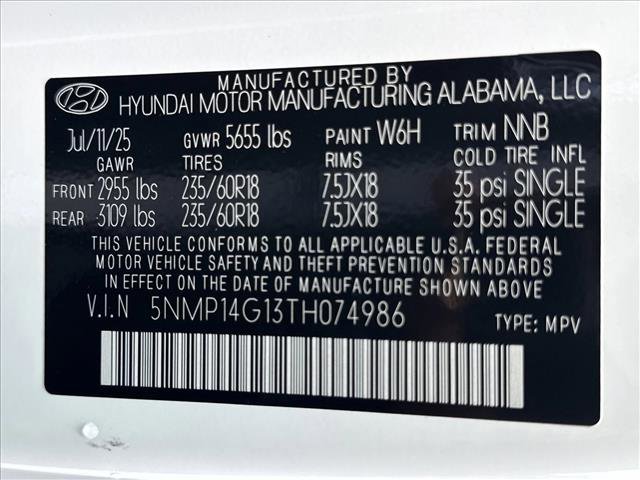 MANUFACTURED BY
HYUNDAI MOTOR MANUFACTURING ALABAMA, LLC
Jul/11/25 GVWR 5655 lbs PAINT W6H TRIM NNB
GAWR TIRES RIMS COLD TIRE INFL
FRONT 2955 lbs 235/60R18 7.5JX18 35 psi SINGLE
REAR 3109 lbs 235/60R18 7.5JX18 35 psi SINGLE
THIS VEHICLE CONFORMS TO ALL APPLICABLE U.S.A. FEDERAL
MOTOR VEHICLE SAFETY AND THEFT PREVENTION STANDARDS
IN EFFECT ON THE DATE OF MANUFACTURE SHOWN ABOVE
V.I.N 5NMP14G13TH074986 TYPE: MPV